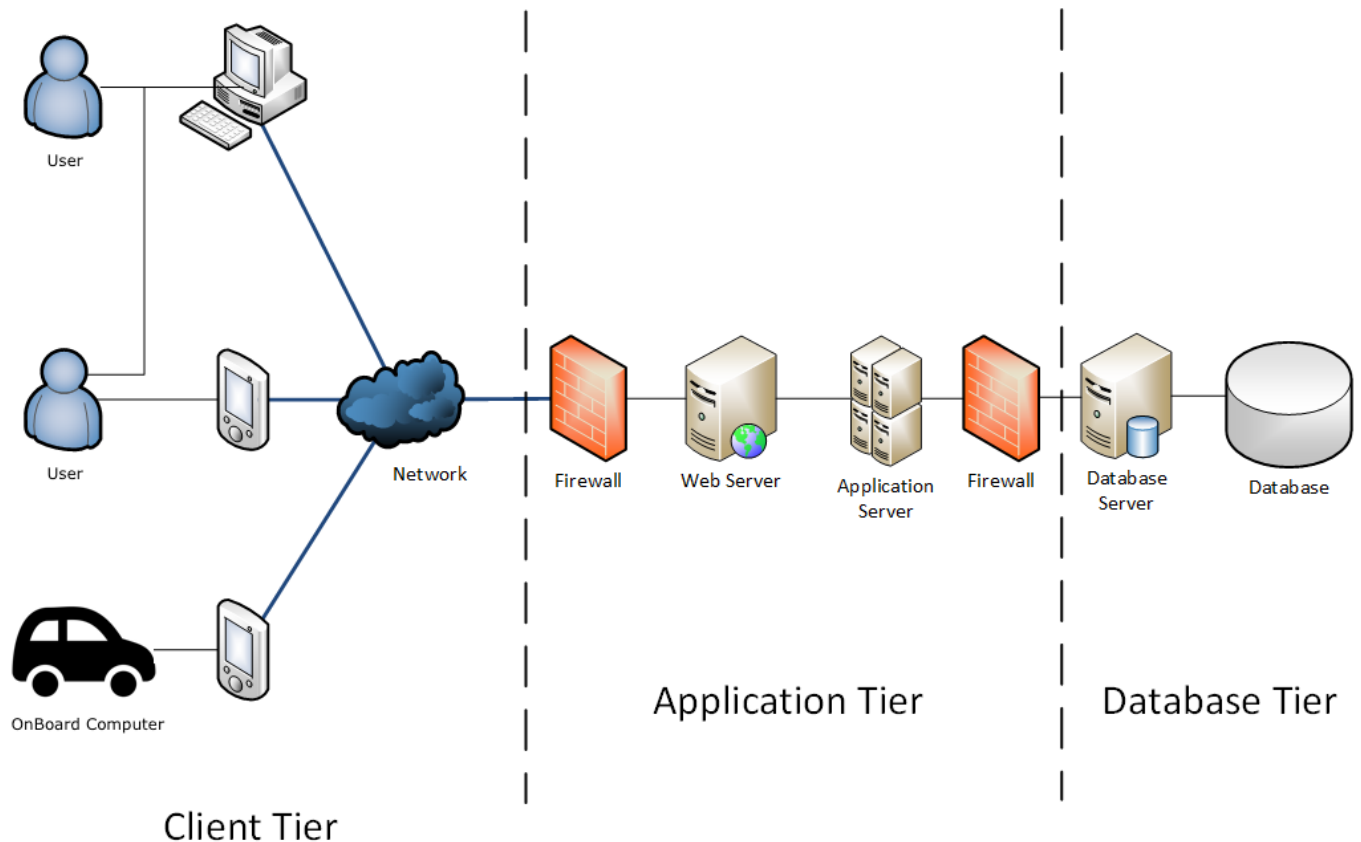 User
User
Network
Firewall
Web Server
Application
Server
Firewall
Database
Server
Database
OnBoard Computer
Application Tier
Database Tier
Client Tier